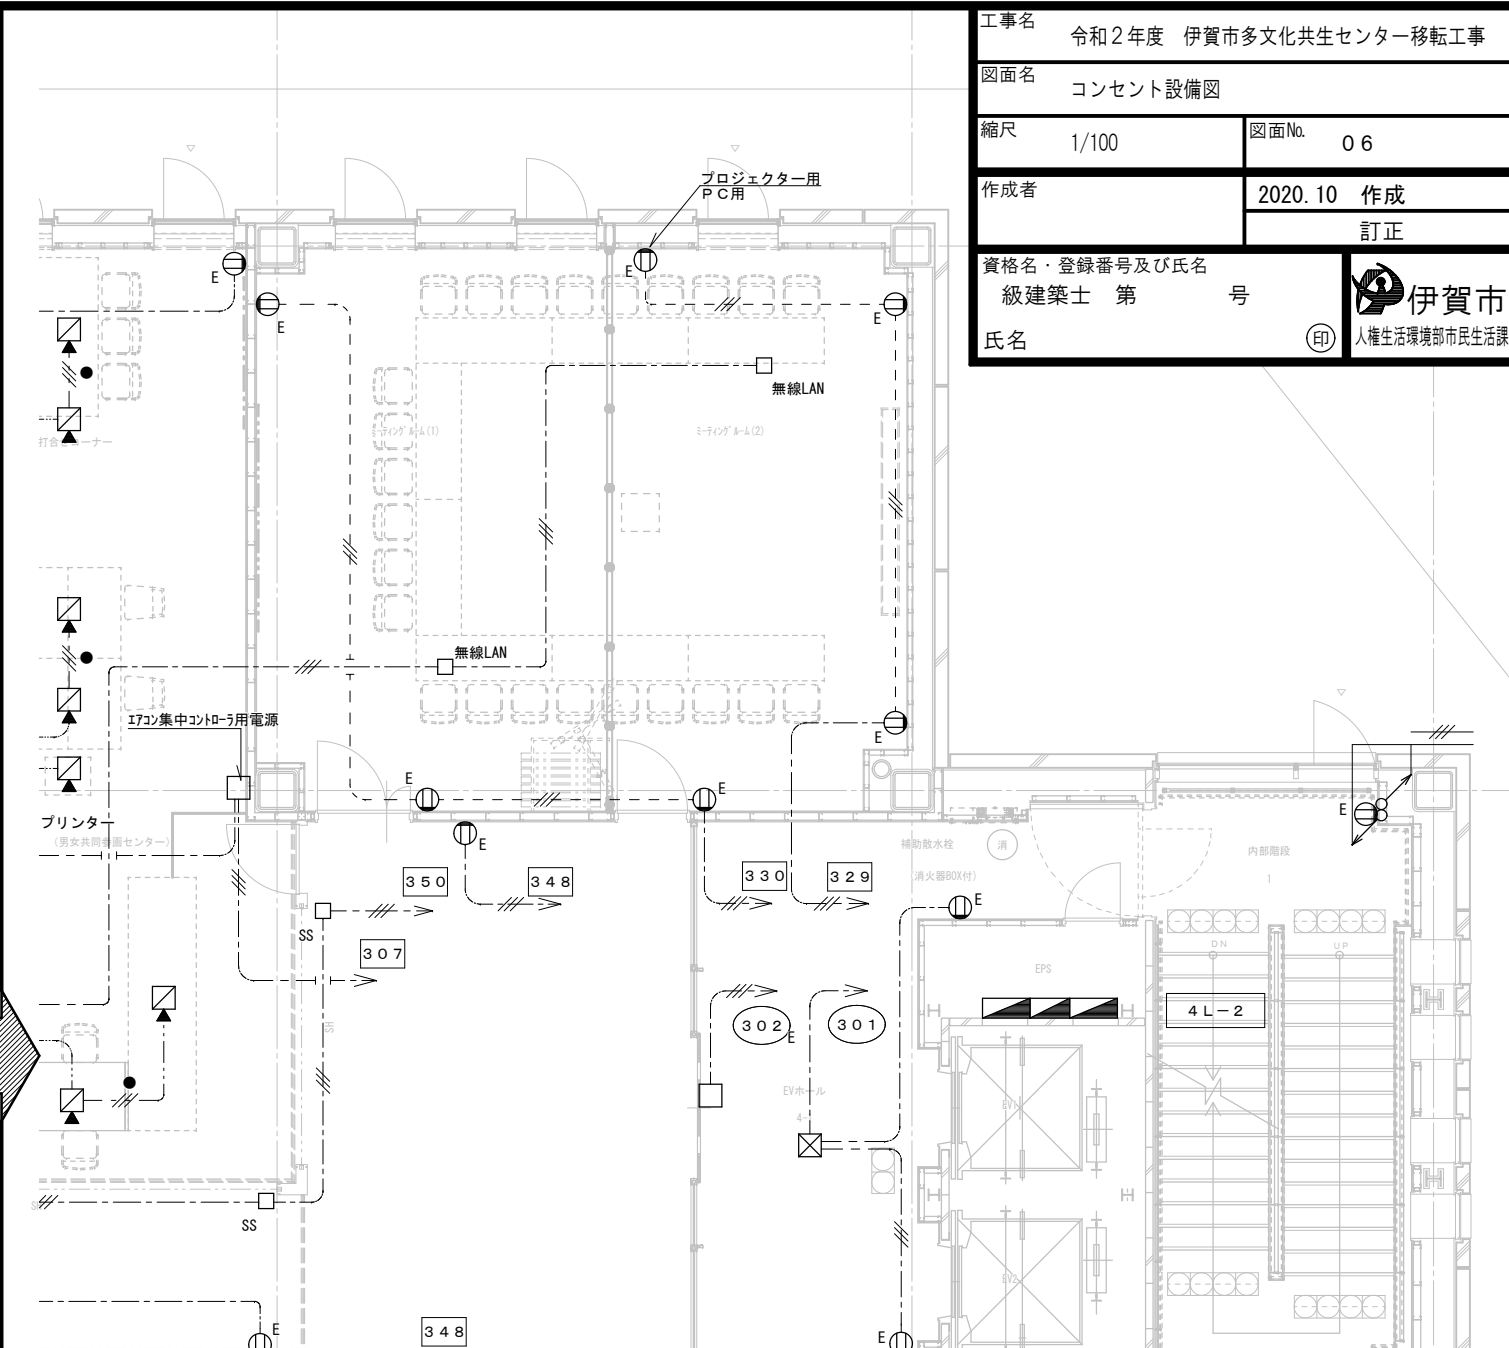 工事名
令和２年度　伊賀市多文化共生センター移転工事
図面名
コンセント設備図
縮尺
1/100
図面No.
０６
作成者
2020.10　作成
訂正
資格名・登録番号及び氏名
級建築士　第　　　　号
氏名
印
伊賀市
人権生活環境部市民生活課
プロジェクター用
ＰＣ用
E
E
E
E
無線LAN
ミーティングルーム(1)
ミーティングルーム(2)
無線LAN
エアコン集中コントローラ用電源
E
E
E
E
E
プリンター
(男女共同参画センター)
補助散水栓
消
(消火器BOX付)
内部階段
1
350
348
330
329
E
SS
307
EPS
DN
UP
4L－2
302
301
E
EVホール
EV1
SS
EV2
348
E
E